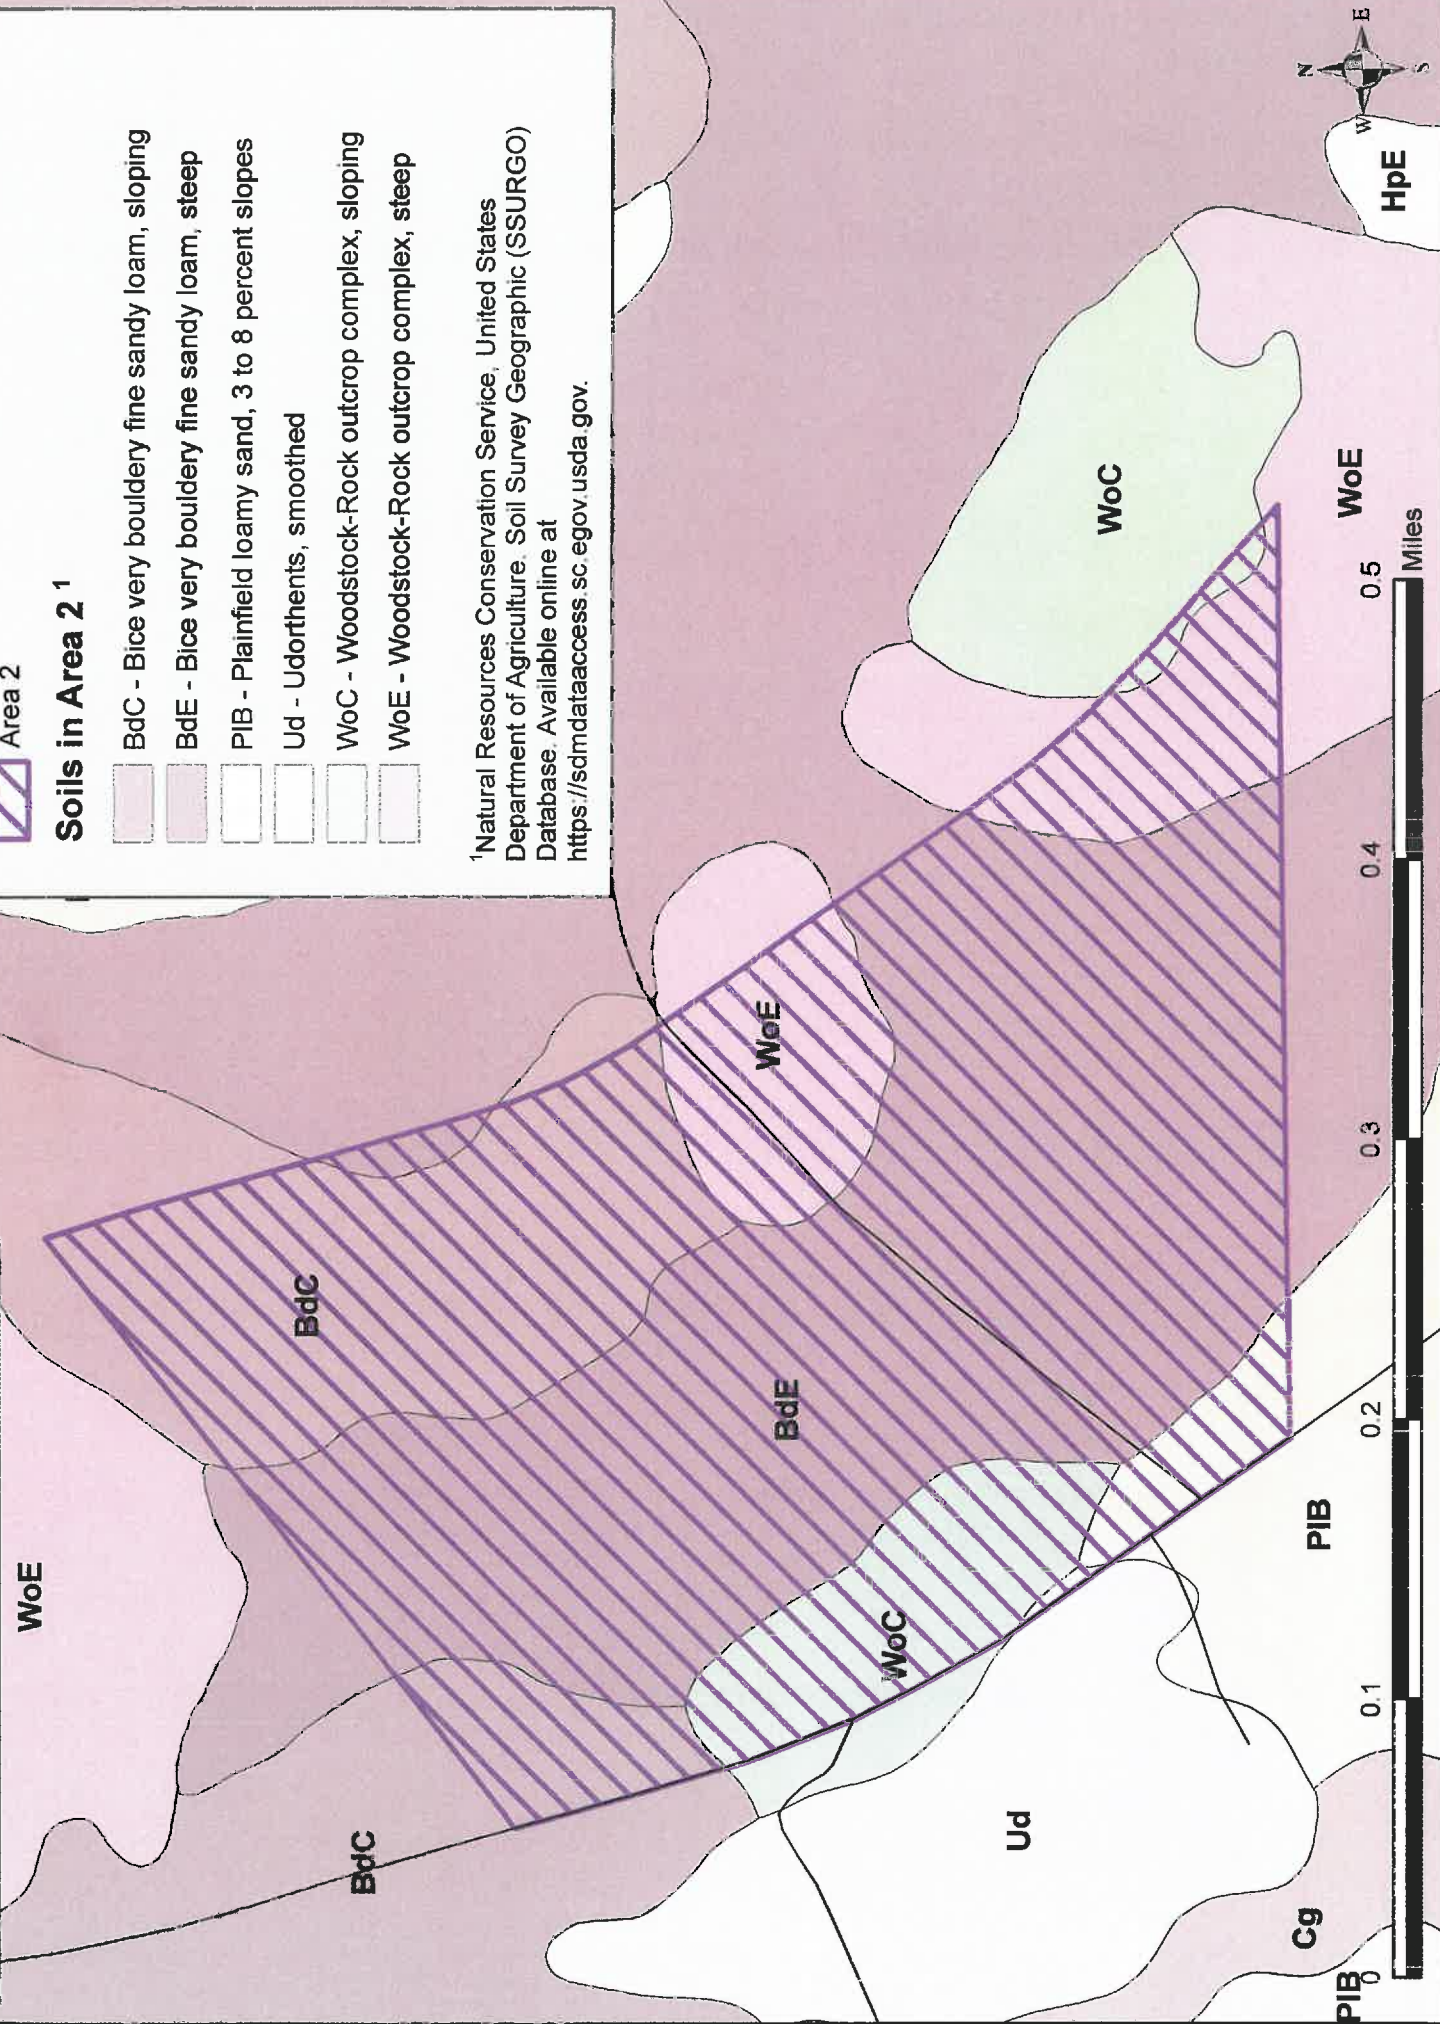 Area 2
Soils in Area 2 1
BdC - Bice very bouldery fine sandy loam, sloping
BdE - Bice very bouldery fine sandy loam, steep
PlB - Plainfield loamy sand, 3 to 8 percent slopes
Ud - Udorthents, smoothed
WoC - Woodstock-Rock outcrop complex, sloping
WoE - Woodstock-Rock outcrop complex, steep
1Natural Resources Conservation Service, United States
Department of Agriculture. Soil Survey Geographic (SSURGO)
Database. Available online at
https://sdmdataaccess.sc.egov.usda.gov.
WoE
BdC
BdC
BdE
WoE
WoC
WoC
WoE
HpE
Ud
PlB
Cg
PlB
N
W
E
S
0
0.1
0.2
0.3
0.4
0.5
Miles